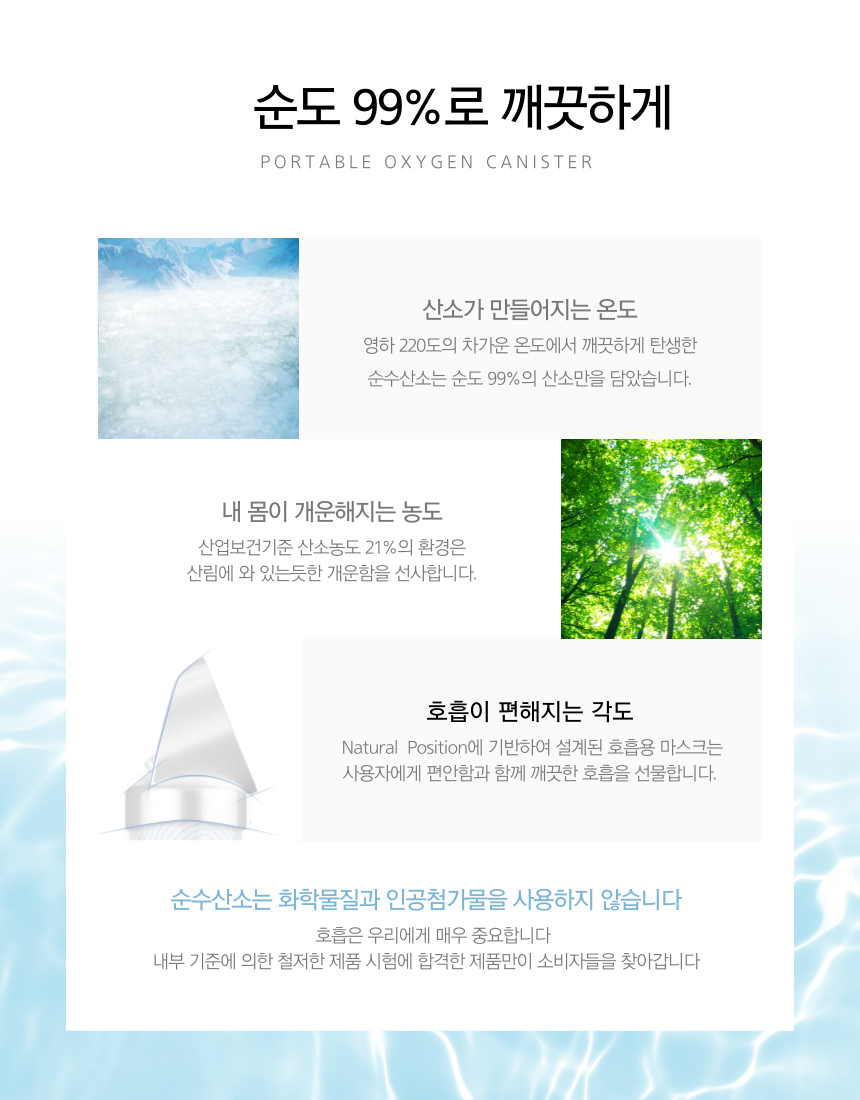 순도 99%로 깨끗하게
PORTABLE OXYGEN CANISTER
산소가 만들어지는 온도
영하 220도의 차가운 온도에서 깨끗하게 탄생한
순수산소는 순도 99%의 산소만을 담았습니다.
내 몸이 개운해지는 농도
산업보건기준 산소농도 21%의 환경은
산림에 와 있는듯한 개운함을 선사합니다.
호흡이 편해지는 각도
Natural Position에 기반하여 설계된 호흡용 마스크는
사용자에게 편안함과 함께 깨끗한 호흡을 선물합니다.
순수산소는 화학물질과 인공첨가물을 사용하지 않습니다
호흡은 우리에게 매우 중요합니다
내부 기준에 의한 철저한 제품 시험에 합격한 제품만이 소비자들을 찾아갑니다